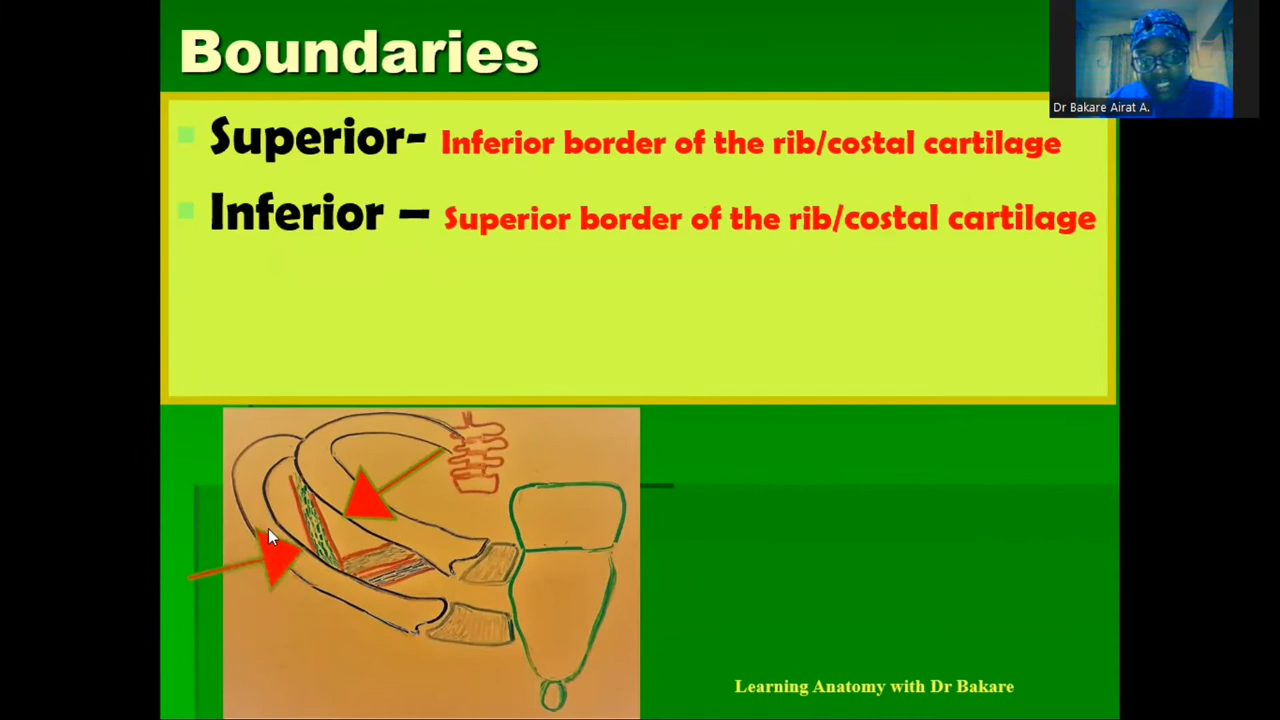 Boundaries
Dr Bakare Airat A.
Superior- Inferior border of the rib/costal cartilage
Inferior – Superior border of the rib/costal cartilage
Learning Anatomy with Dr Bakare